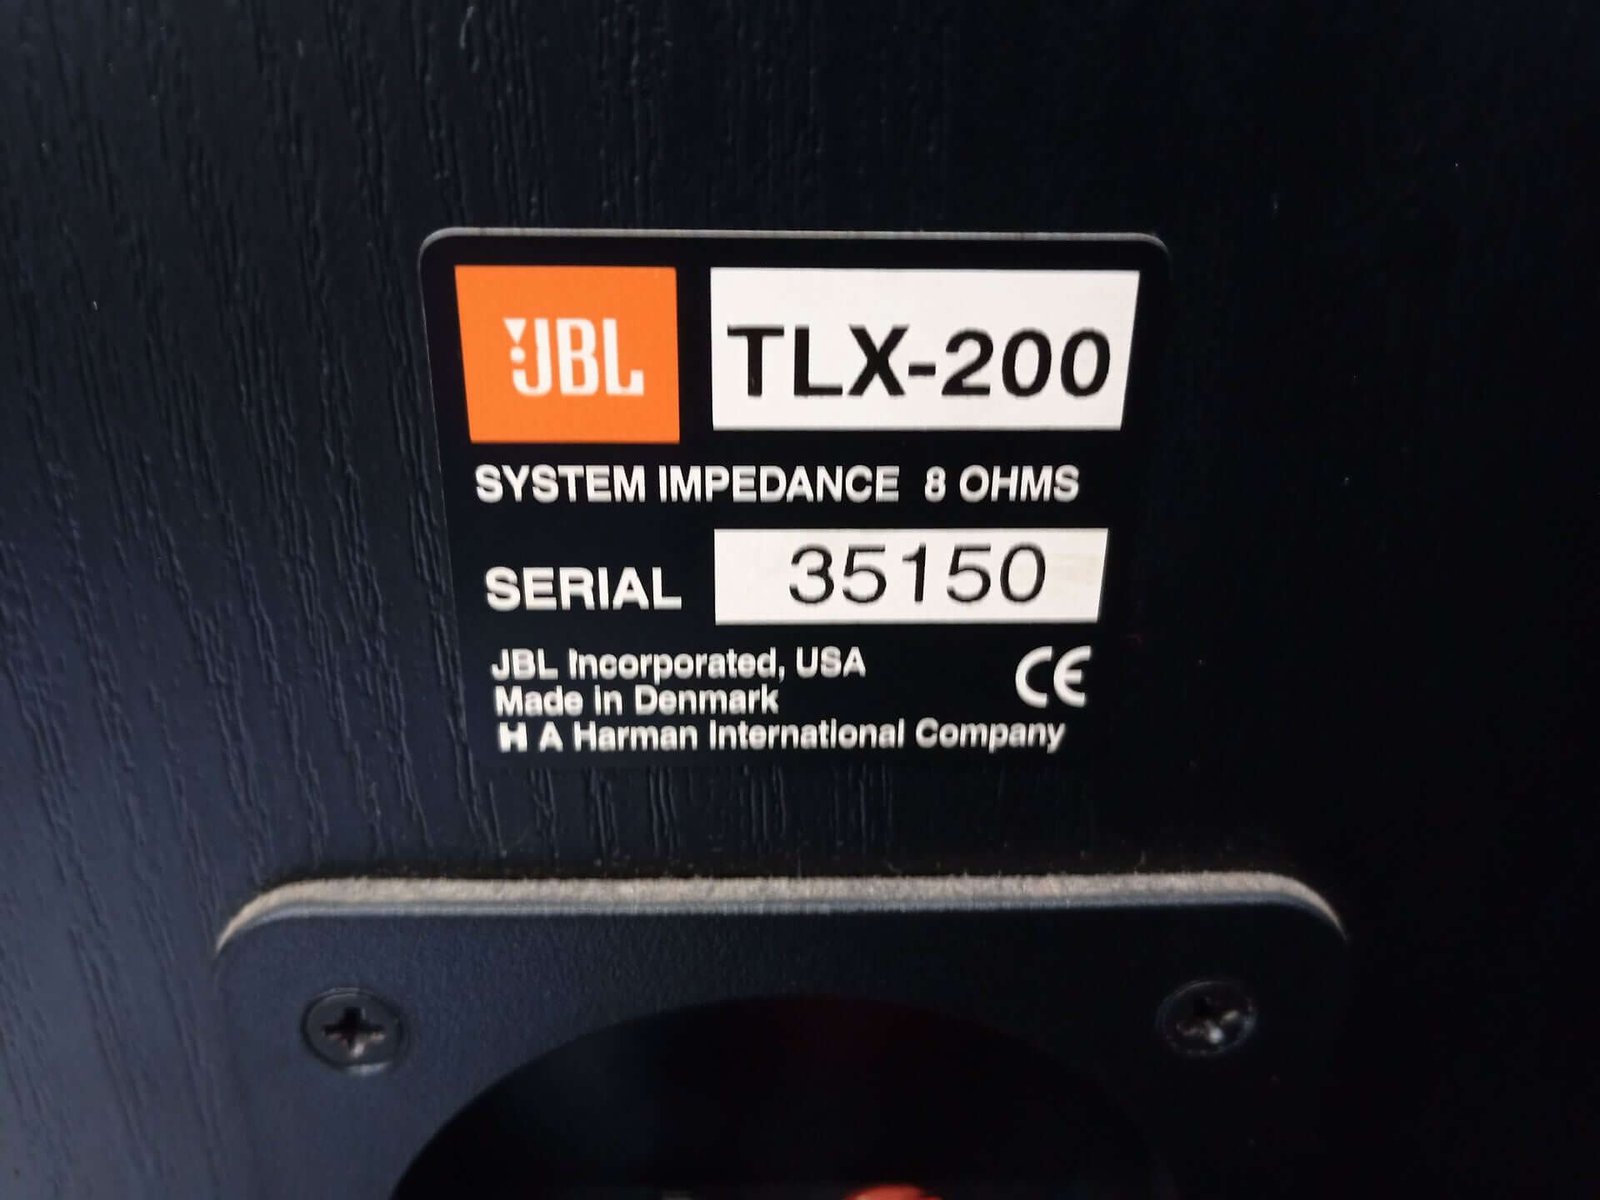 JBL
TLX-200
SYSTEM IMPEDANCE 8 OHMS
SERIAL 35150
JBL Incorporated, USA
CE
Made in Denmark
H A Harman International Company